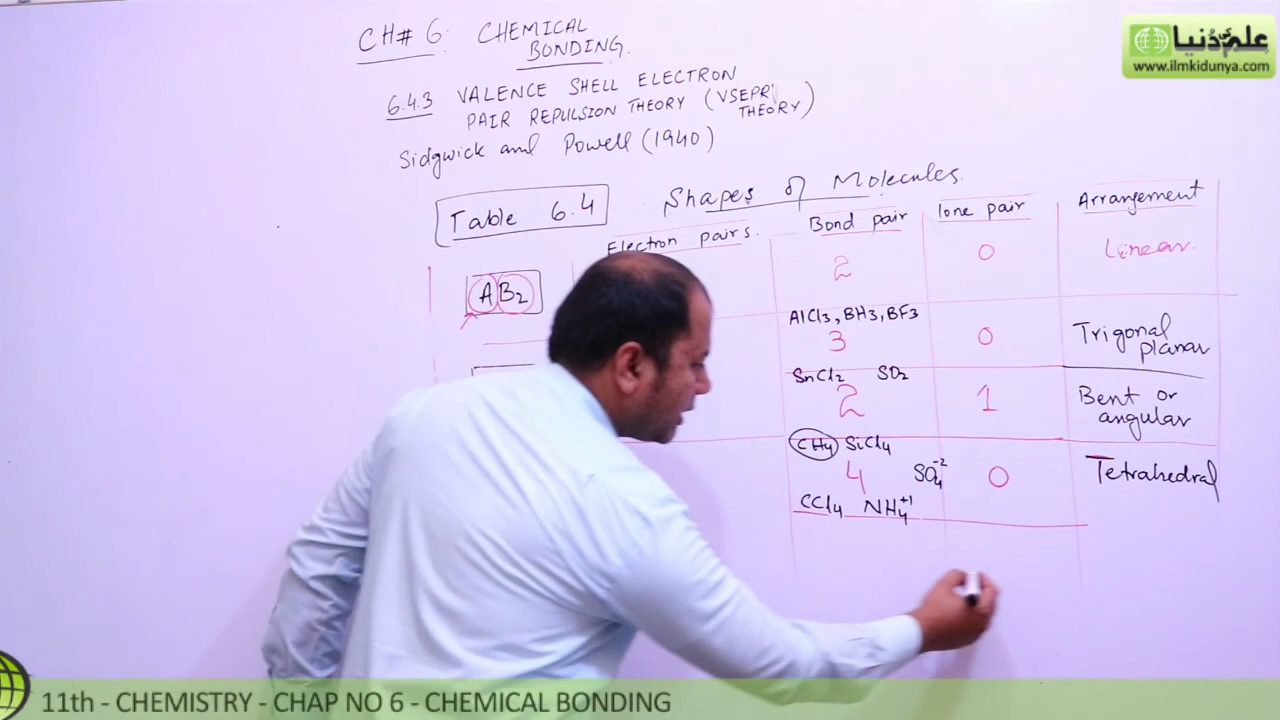 CH# 6: CHEMICAL
BONDING.
علم کی دُنیا
www.ilmkidunya.com
6.4.3 VALENCE SHELL ELECTRON
PAIR REPULSION THEORY (VSEPR
THEORY)
Sidgwick and Powell (1940)
Table 6.4
Shapes of Molecules.
Electron pairs.
Bond pair
lone pair
Arrangement
AB2
2
0
Linear.
AlCl3, BH3, BF3
3
0
Trigonal
planar
SnCl2 SO2
2
1
Bent or
angular
CH4 SiCl4
4
SO4-2
0
Tetrahedral
CCl4 NH4+1
11th - CHEMISTRY - CHAP NO 6 - CHEMICAL BONDING